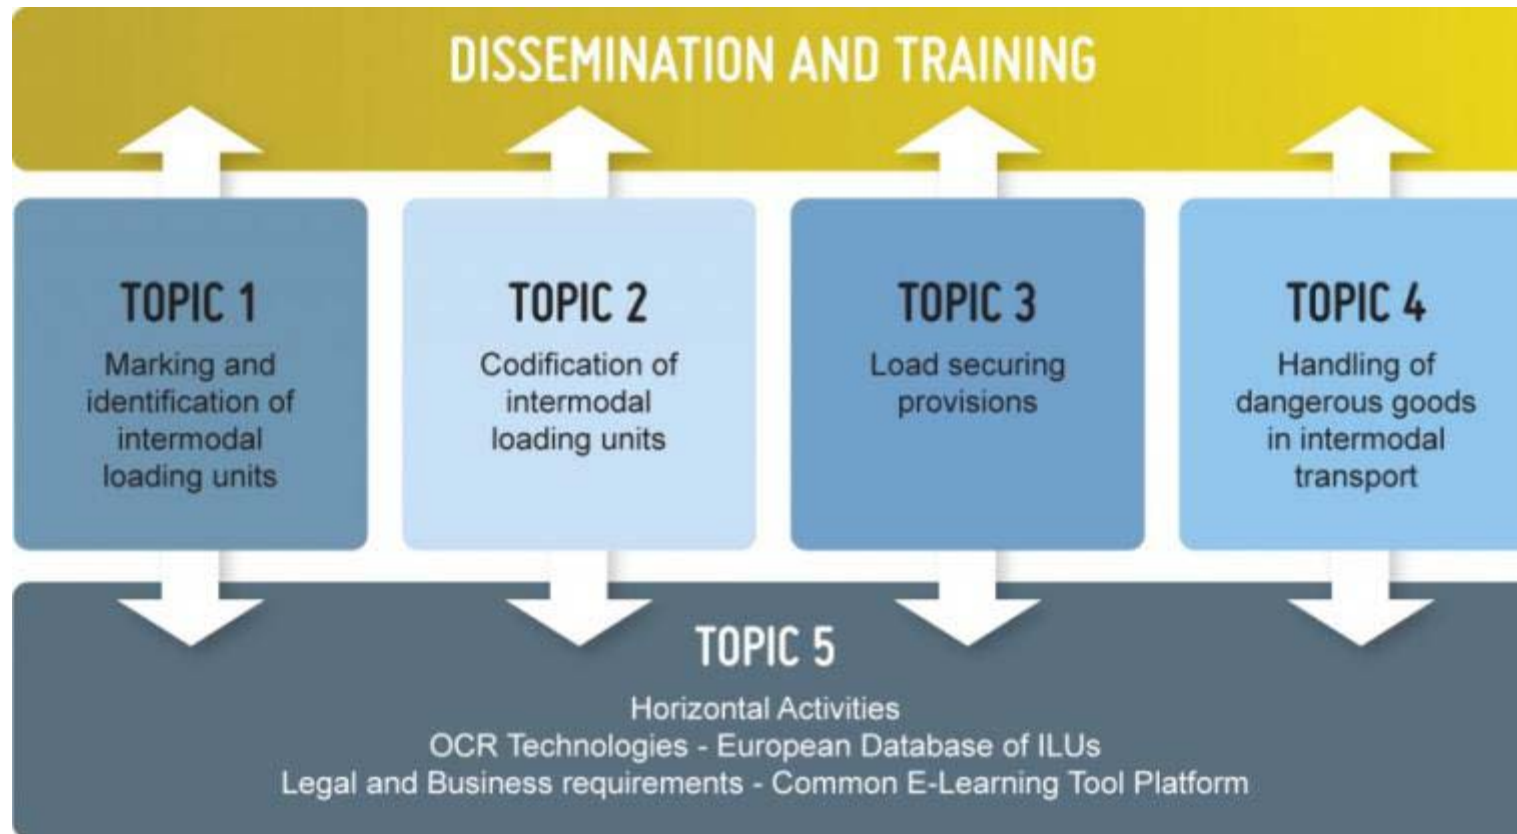 DISSEMINATION AND TRAINING
TOPIC 1
Marking and
identification of
intermodal
loading units
TOPIC 2
Codification of
intermodal
loading units
TOPIC 3
Load securing
provisions
TOPIC 4
Handling of
dangerous goods
in intermodal
transport
TOPIC 5
Horizontal Activities
OCR Technologies - European Database of ILUs
Legal and Business requirements - Common E-Learning Tool Platform